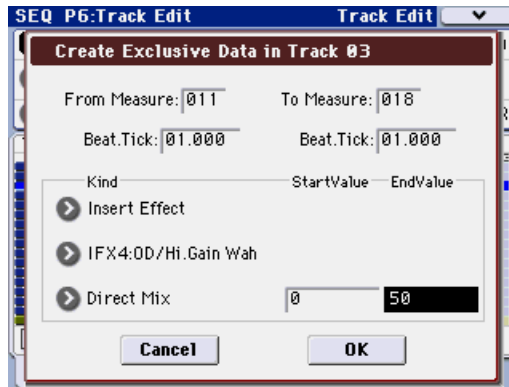 SEQ P6:Track Edit Track Edit
Create Exclusive Data in Track 03
From Measure: 011 To Measure: 018
Beat.Tick: 01.000 Beat.Tick: 01.000
Kind StartValue EndValue
Insert Effect
IFX4:OD/Hi.Gain Wah
Direct Mix 0 50
Cancel OK